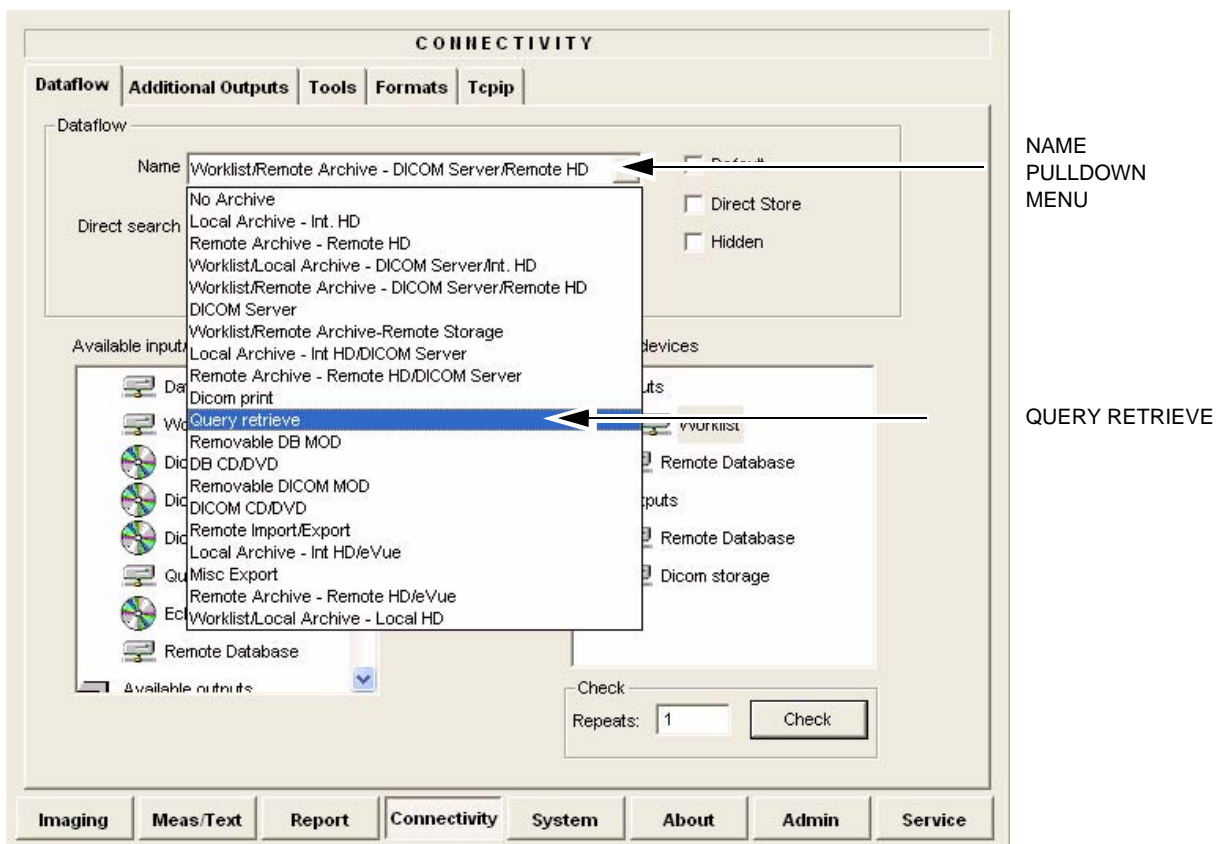 CONNECTIVITY
Dataflow Additional Outputs Tools Formats Tcpip
Dataflow
Name Worklist/Remote Archive - DICOM Server/Remote HD
NAME
PULLDOWN
MENU
Direct search
Direct Store
Hidden
No Archive
Local Archive - Int. HD
Remote Archive - Remote HD
Worklist/Local Archive - DICOM Server/Int. HD
Worklist/Remote Archive - DICOM Server/Remote HD
DICOM Server
Worklist/Remote Archive-Remote Storage
Local Archive - Int HD/DICOM Server
Remote Archive - Remote HD/DICOM Server
Dicom print
Query retrieve
Removable DB MOD
DB CD/DVD
Removable DICOM MOD
DICOM CD/DVD
Remote Import/Export
Local Archive - Int HD/eVue
Misc Export
Remote Archive - Remote HD/eVue
Worklist/Local Archive - Local HD
QUERY RETRIEVE
Available
devices
Remote Database
Available outputs
Worklist
Remote Database
Remote Database
Dicom storage
Check
Repeats: 1 Check
Imaging Meas/Text Report Connectivity System About Admin Service